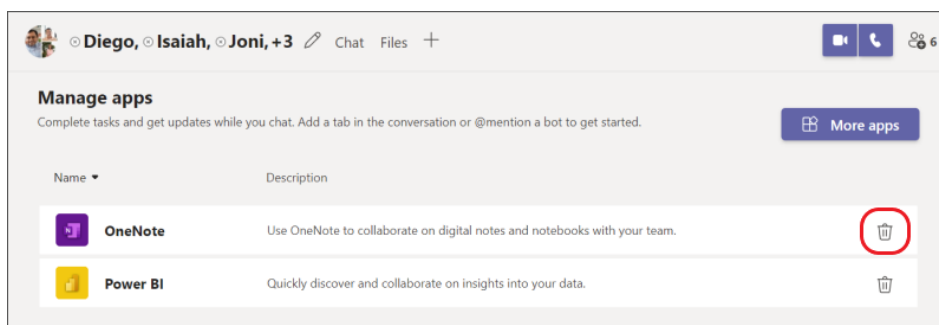 Diego, Isaiah, Joni, +3 Chat Files 6
Manage apps
Complete tasks and get updates while you chat. Add a tab in the conversation or @mention a bot to get started.
More apps
Name Description
OneNote Use OneNote to collaborate on digital notes and notebooks with your team.
Power BI Quickly discover and collaborate on insights into your data.